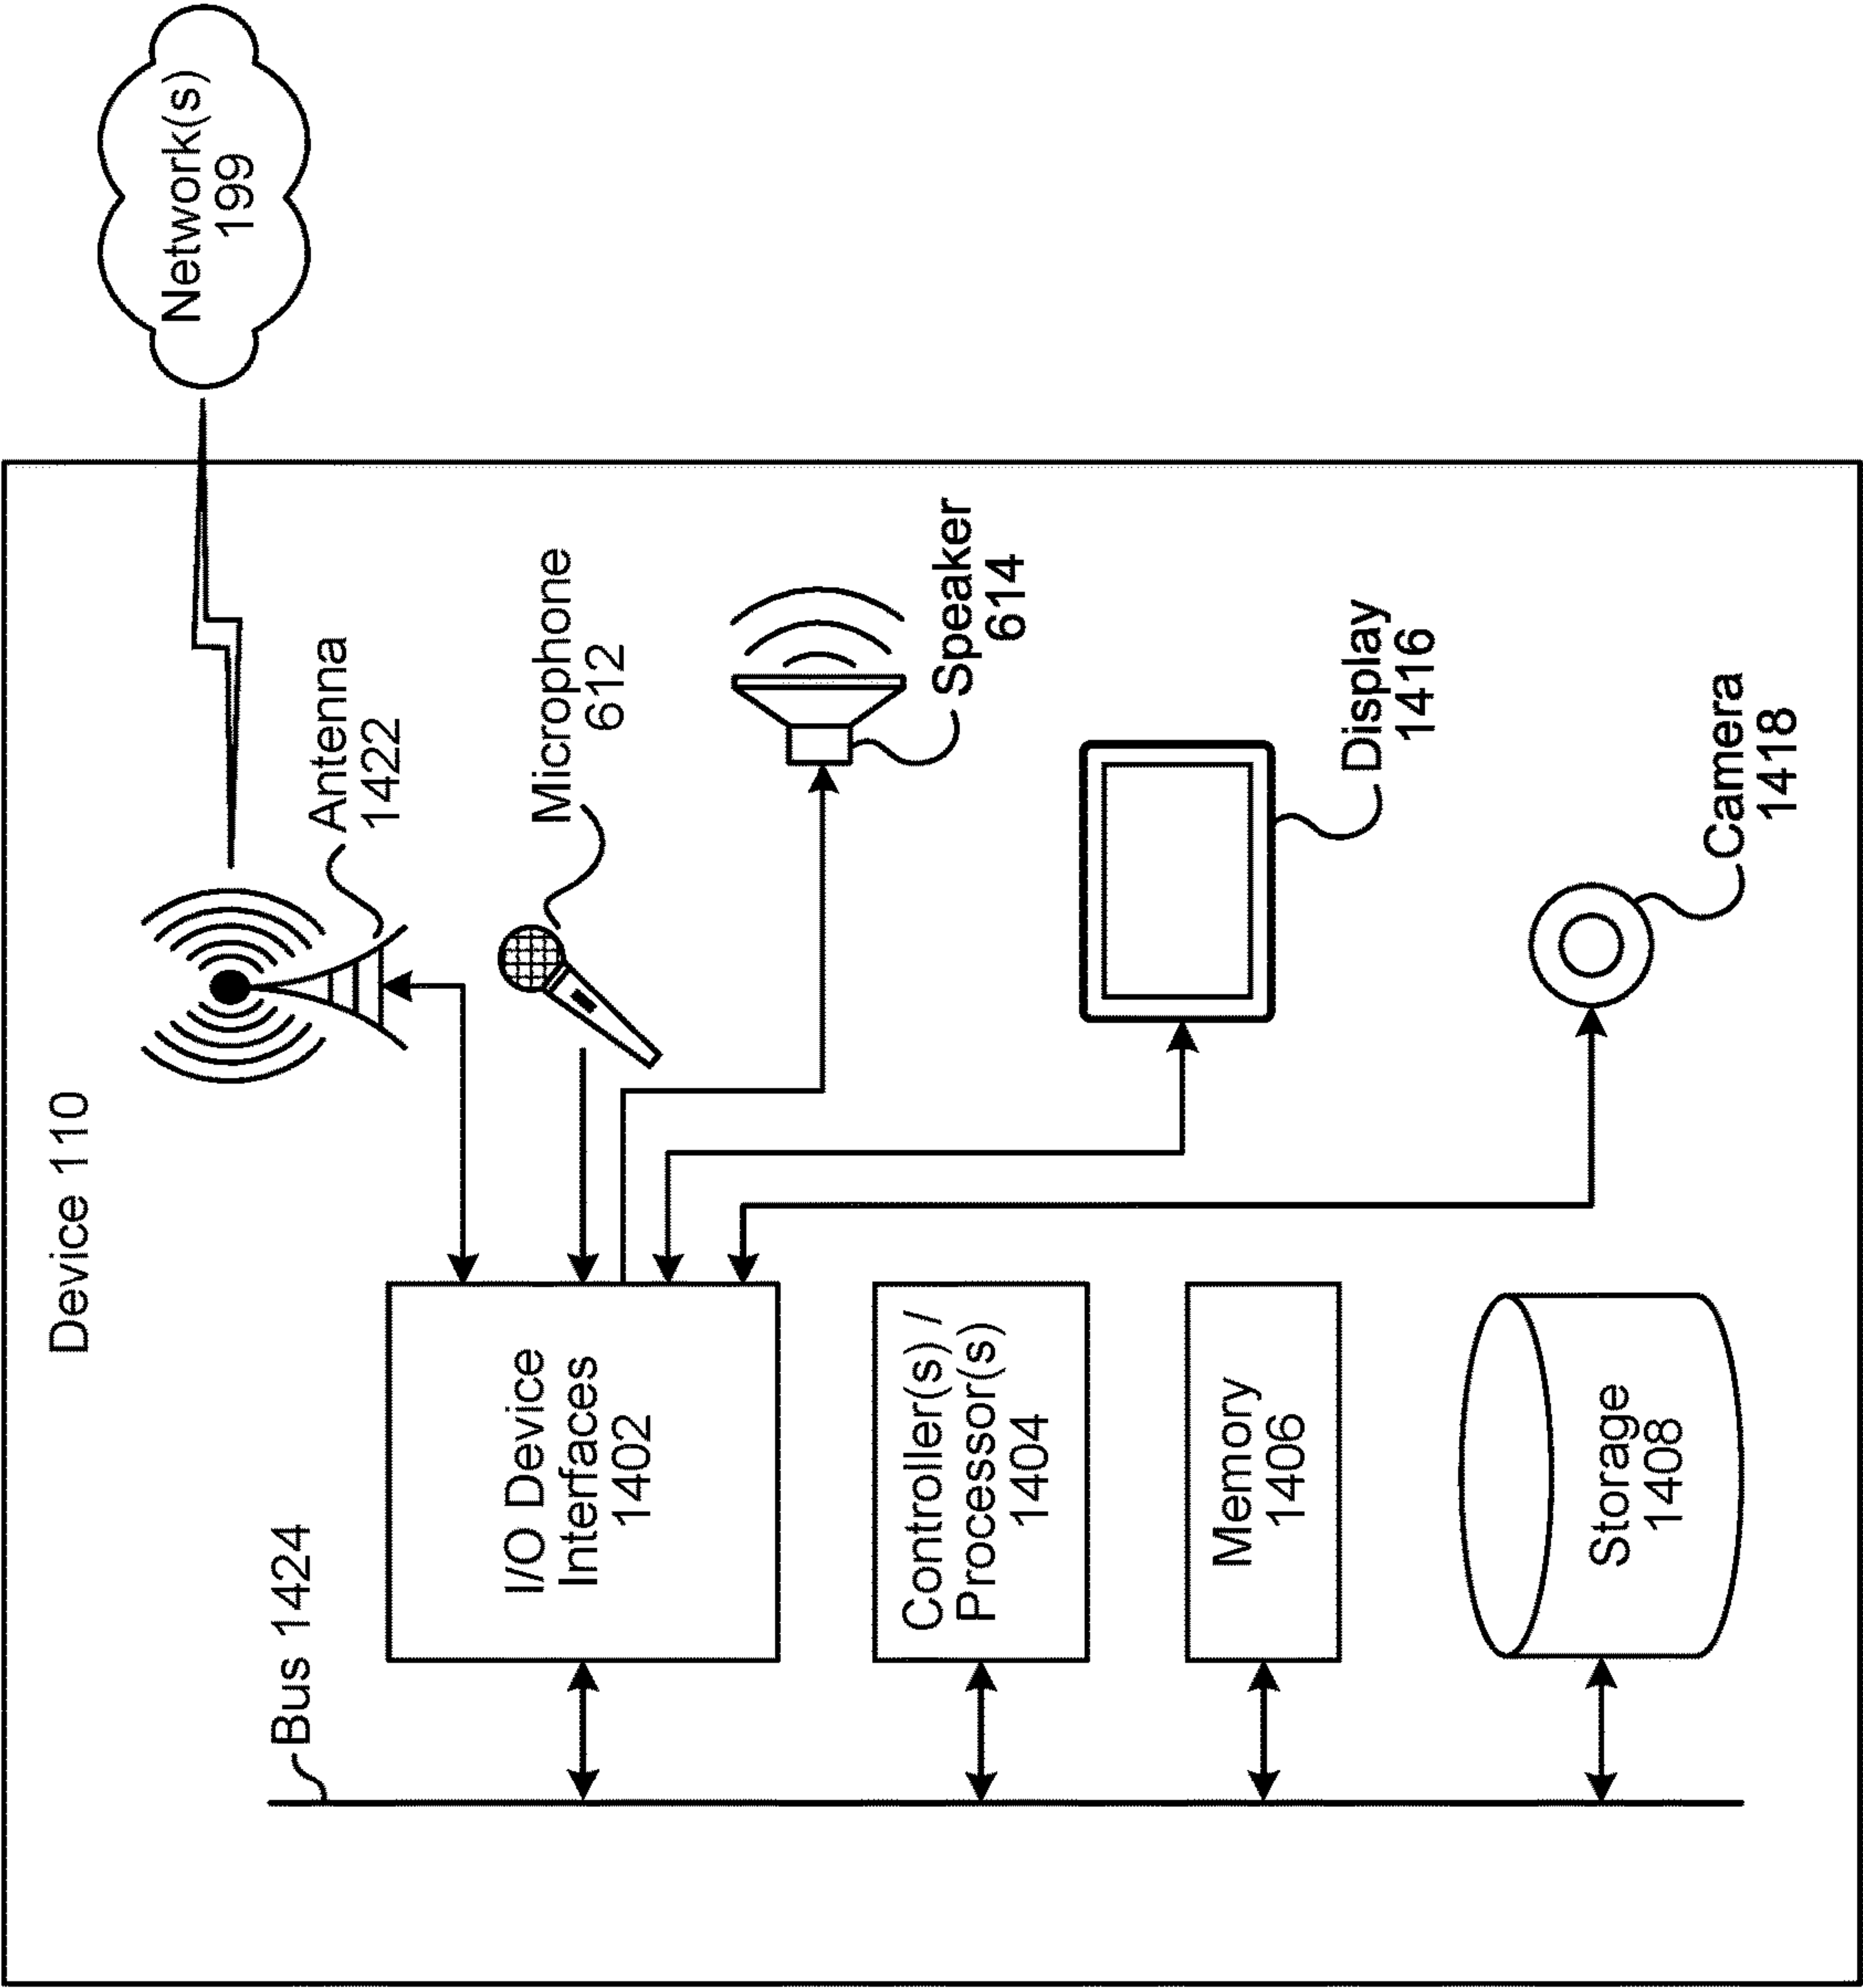 Device 110
Network(s)
199
Bus 1424
Antenna
1422
I/O Device
Interfaces
1402
Microphone
612
Speaker
614
Controller(s) /
Processor(s)
1404
Display
1416
Memory
1406
Storage
1408
Camera
1418